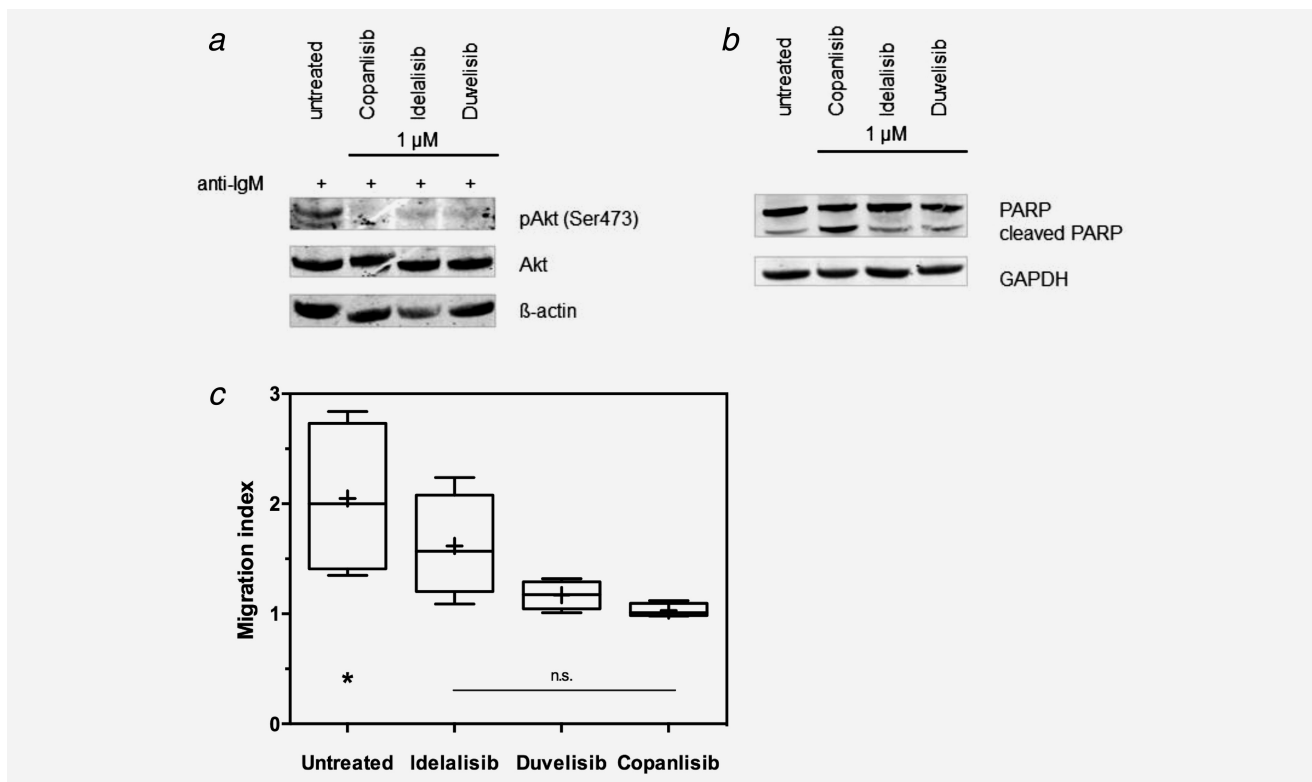 a
untreated
Copanlisib
Idelalisib
Duvelisib
1 µM
anti-IgM + + + +
pAkt (Ser473)
Akt
ß-actin
b
untreated
Copanlisib
Idelalisib
Duvelisib
1 µM
PARP
cleaved PARP
GAPDH
c
Migration index
3
2
1
0
*
n.s.
Untreated Idelalisib Duvelisib Copanlisib